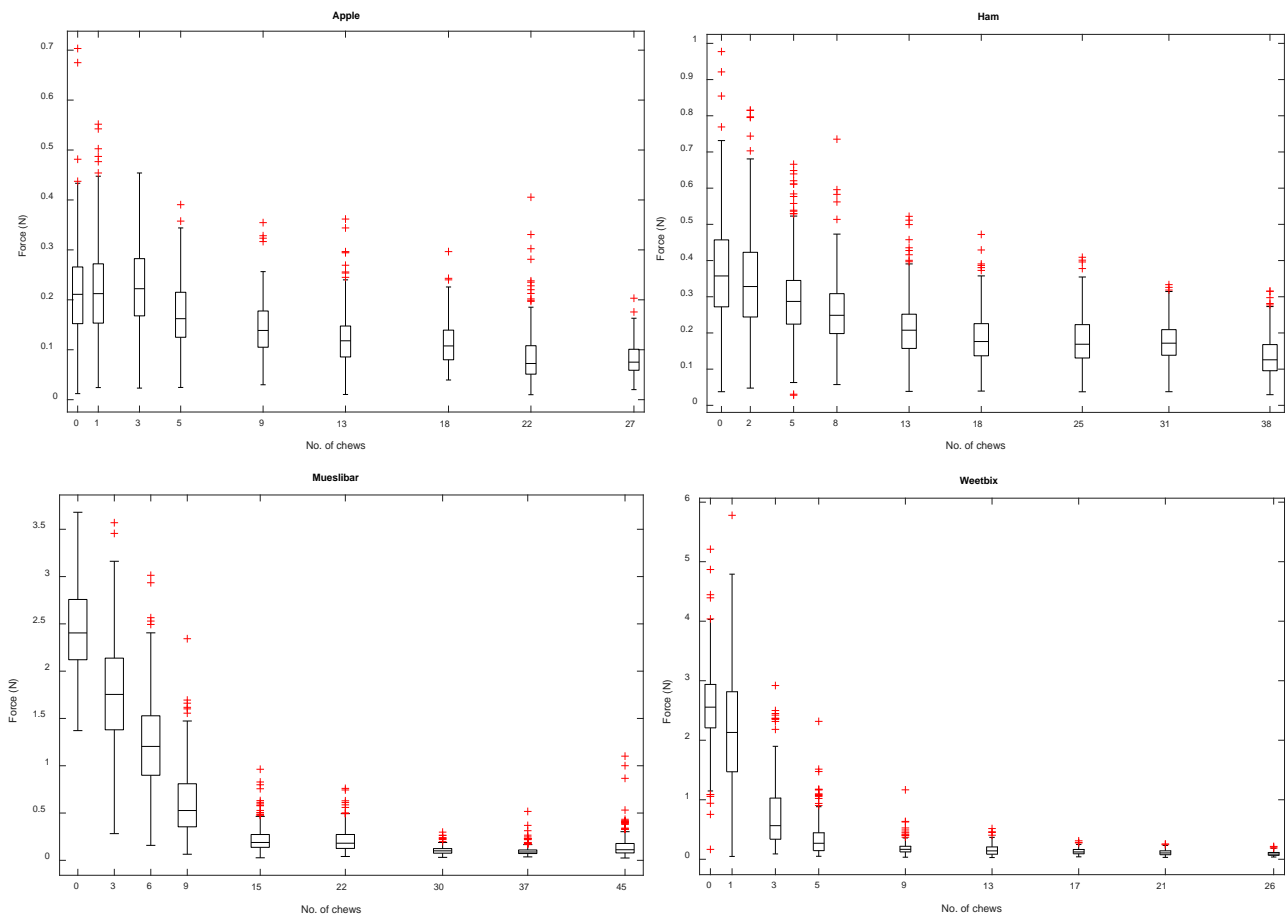 Apple
0.7
0.6
0.5
0.4
0.3
0.2
0.1
0
Force (N)
0 1 3 5 9 13 18 22 27
No. of chews
Ham
1
0.9
0.8
0.7
0.6
0.5
0.4
0.3
0.2
0.1
0
Force (N)
0 2 5 8 13 18 25 31 38
No. of chews
Mueslibar
3.5
3
2.5
2
1.5
1
0.5
0
Force (N)
0 3 6 9 15 22 30 37 45
No. of chews
Weetbix
6
5
4
3
2
1
0
Force (N)
0 1 3 5 9 13 17 21 26
No. of chews